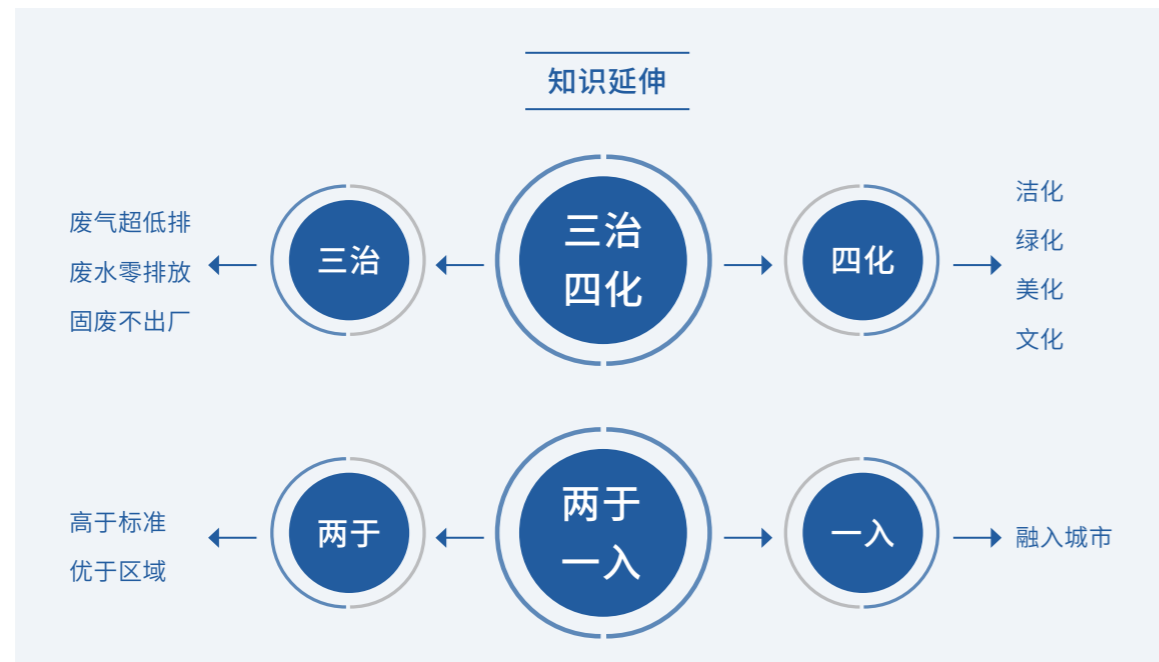 知识延伸
废气超低排
废水零排放
固废不出厂
三治
三治
四化
四化
洁化
绿化
美化
文化
高于标准
优于区域
两于
两于
一入
一入
融入城市